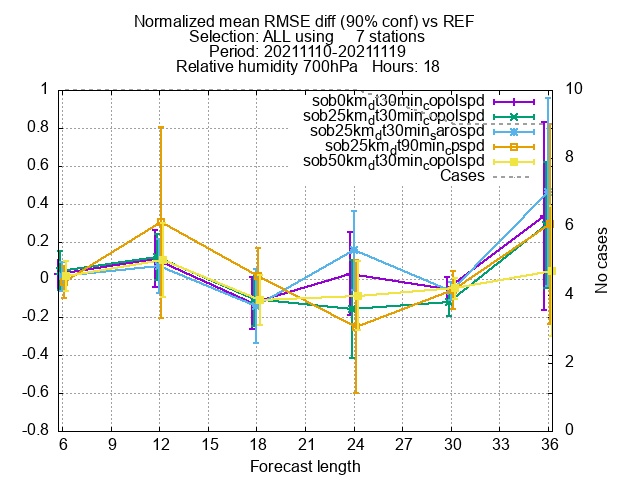 Normalized mean RMSE diff (90% conf) vs REF
Selection: ALL using 7 stations
Period: 20211110-20211119
Relative humidity 700hPa Hours: 18
sob0km_dt30min_copolspd
sob25km_dt30min_copolspd
sob25km_dt30min_sarospd
sob25km_dt90min_cpspd
sob50km_dt30min_copolspd
Cases
1
0.8
0.6
0.4
0.2
0
-0.2
-0.4
-0.6
-0.8
10
8
6
4
2
0
No cases
6 9 12 15 18 21 24 27 30 33 36
Forecast length